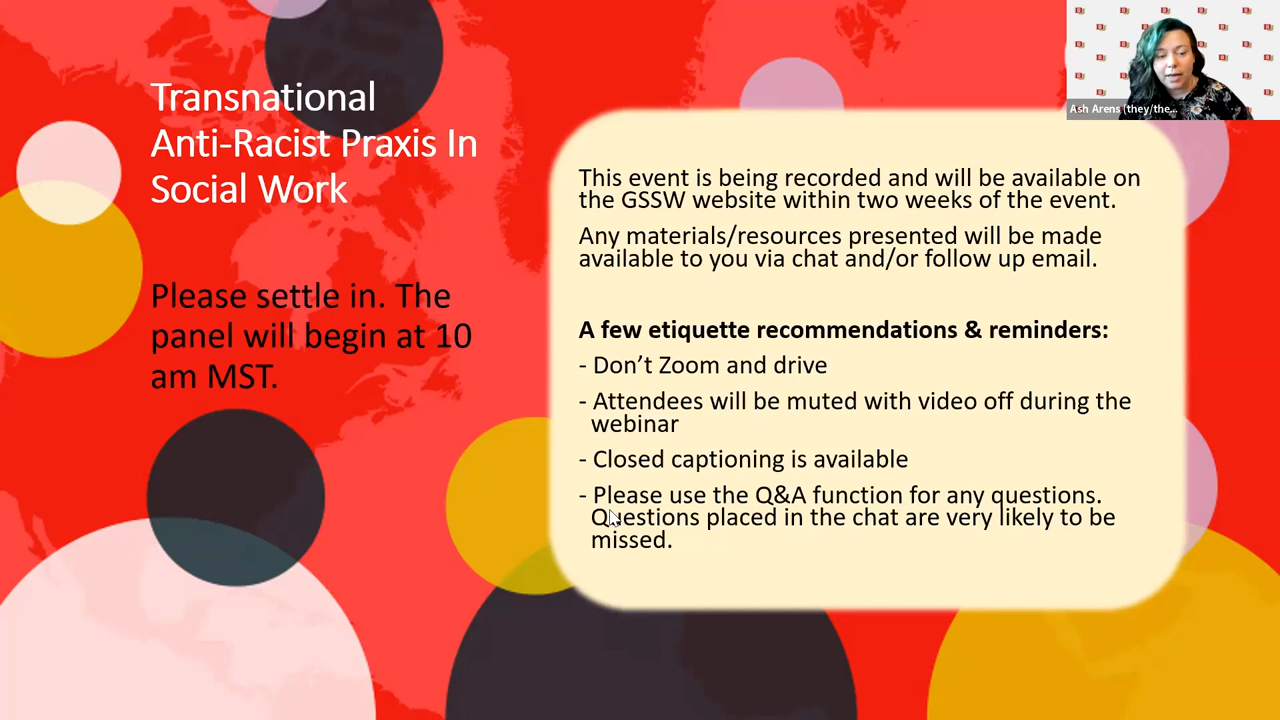 Transnational
Anti-Racist Praxis In
Social Work
Please settle in. The
panel will begin at 10
am MST.
This event is being recorded and will be available on
the GSSW website within two weeks of the event.
Any materials/resources presented will be made
available to you via chat and/or follow up email.
A few etiquette recommendations & reminders:
- Don’t Zoom and drive
- Attendees will be muted with video off during the
webinar
- Closed captioning is available
- Please use the Q&A function for any questions.
Questions placed in the chat are very likely to be
missed.
Ash Arens (they/the...